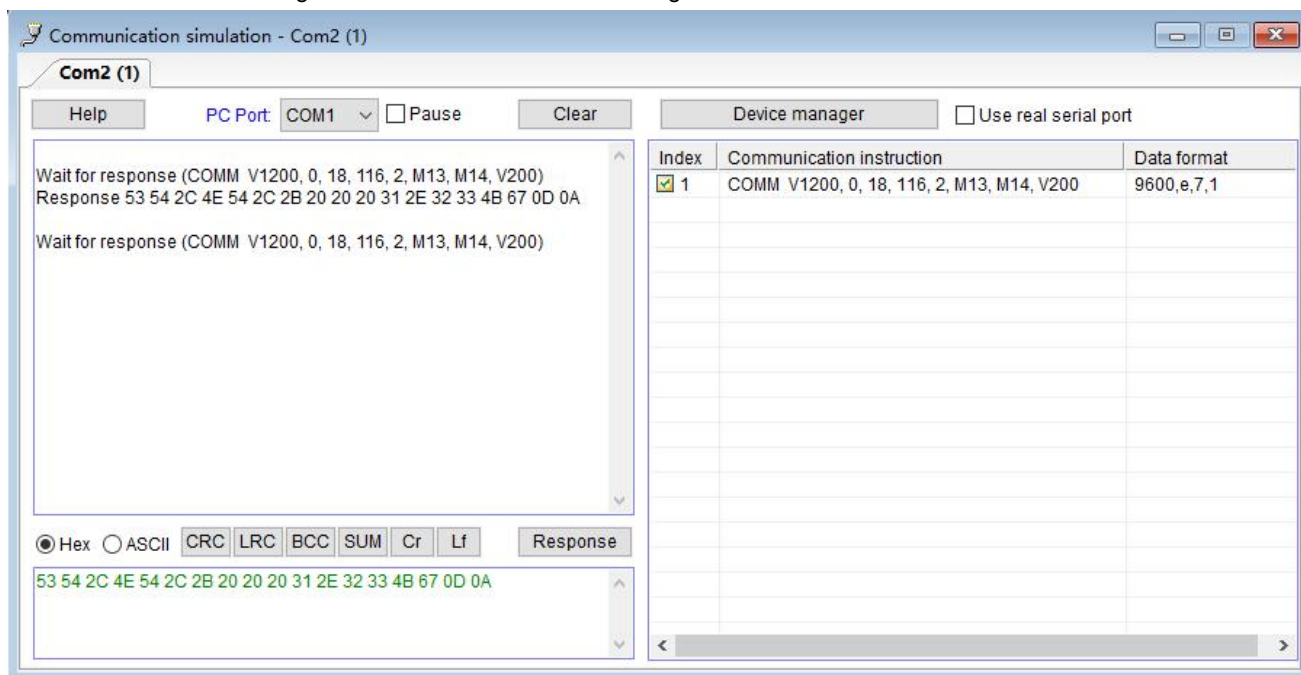 Communication simulation - Com2 (1)
Com2 (1)
Help PC Port: COM1 Pause Clear Device manager Use real serial port
Index Communication instruction Data format
1 COMM V1200, 0, 18, 116, 2, M13, M14, V200 9600,e,7,1
Wait for response (COMM V1200, 0, 18, 116, 2, M13, M14, V200)
Response 53 54 2C 4E 54 2C 2B 20 20 20 31 2E 32 33 4B 67 0D 0A
Wait for response (COMM V1200, 0, 18, 116, 2, M13, M14, V200)
Hex ASCII CRC LRC BCC SUM Cr Lf Response
53 54 2C 4E 54 2C 2B 20 20 20 31 2E 32 33 4B 67 0D 0A